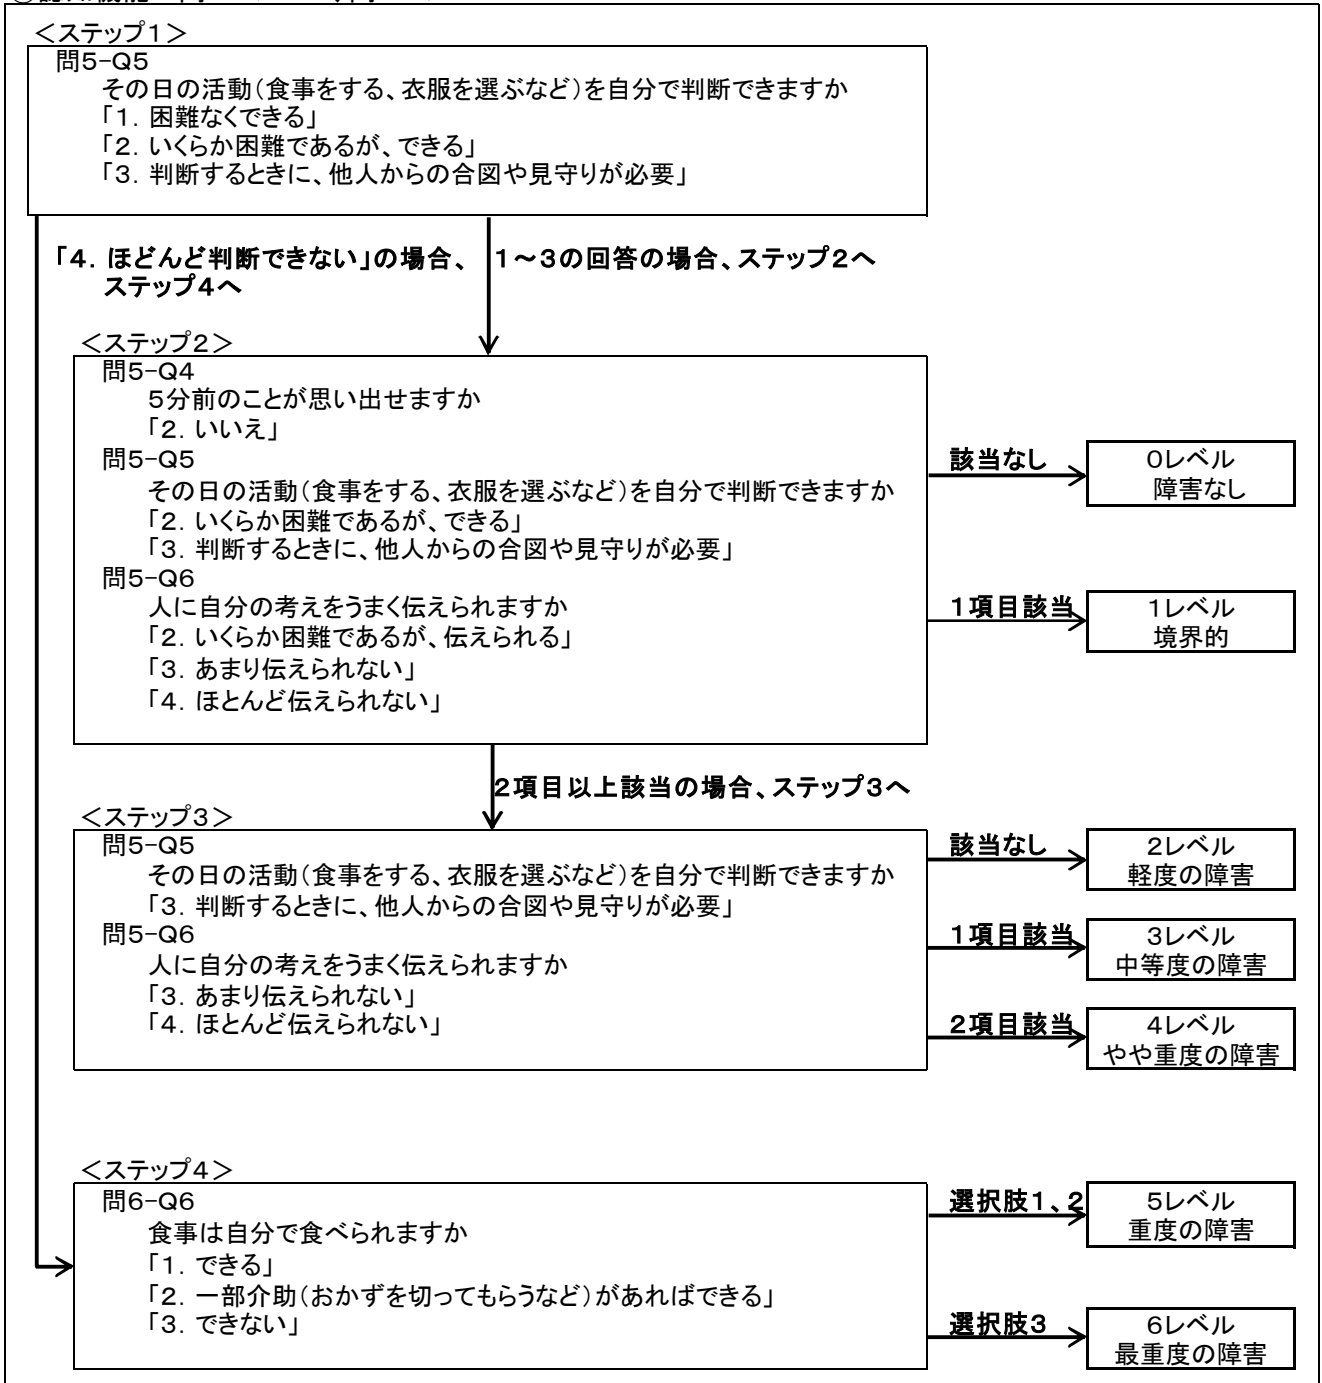 ＜ステップ１＞
問５-Ｑ５
その日の活動（食事をする、衣服を選ぶなど）を自分で判断できますか
「１．困難なくできる」
「２．いくらか困難であるが、できる」
「３．判断するときに、他人からの合図や見守りが必要」
「４．ほどんど判断できない」の場合、
ステップ４へ
１～３の回答の場合、ステップ２へ
＜ステップ２＞
問５-Ｑ４
５分前のことが思い出せますか
「２．いいえ」
問５-Ｑ５
その日の活動（食事をする、衣服を選ぶなど）を自分で判断できますか
「２．いくらか困難であるが、できる」
「３．判断するときに、他人からの合図や見守りが必要」
問５-Ｑ６
人に自分の考えをうまく伝えられますか
「２．いくらか困難であるが、伝えられる」
「３．あまり伝えられない」
「４．ほとんど伝えられない」
該当なし
０レベル
障害なし
１項目該当
１レベル
境界的
２項目以上該当の場合、ステップ３へ
＜ステップ３＞
問５-Ｑ５
その日の活動（食事をする、衣服を選ぶなど）を自分で判断できますか
「３．判断するときに、他人からの合図や見守りが必要」
問５-Ｑ６
人に自分の考えをうまく伝えられますか
「３．あまり伝えられない」
「４．ほとんど伝えられない」
該当なし
２レベル
軽度の障害
１項目該当
３レベル
中等度の障害
２項目該当
４レベル
やや重度の障害
＜ステップ４＞
問６-Ｑ６
食事は自分で食べられますか
「１．できる」
「２．一部介助（おかずを切ってもらうなど）があればできる」
「３．できない」
選択肢１、２
５レベル
重度の障害
選択肢３
６レベル
最重度の障害